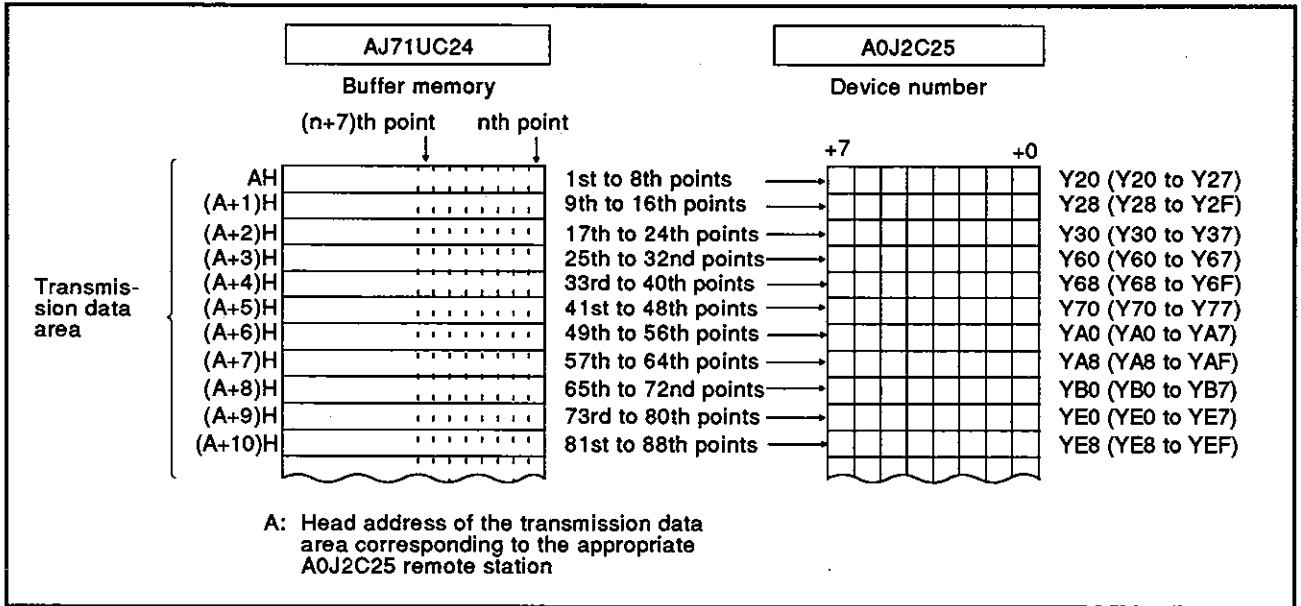 AJ71UC24
A0J2C25
Buffer memory
Device number
(n+7)th point nth point
+7 +0
AH 1st to 8th points Y20 (Y20 to Y27)
(A+1)H 9th to 16th points Y28 (Y28 to Y2F)
(A+2)H 17th to 24th points Y30 (Y30 to Y37)
(A+3)H 25th to 32nd points Y60 (Y60 to Y67)
(A+4)H 33rd to 40th points Y68 (Y68 to Y6F)
(A+5)H 41st to 48th points Y70 (Y70 to Y77)
(A+6)H 49th to 56th points YA0 (YA0 to YA7)
(A+7)H 57th to 64th points YA8 (YA8 to YAF)
(A+8)H 65th to 72nd points YB0 (YB0 to YB7)
(A+9)H 73rd to 80th points YE0 (YE0 to YE7)
(A+10)H 81st to 88th points YE8 (YE8 to YEF)
Transmis-
sion data
area
A: Head address of the transmission data
area corresponding to the appropriate
A0J2C25 remote station